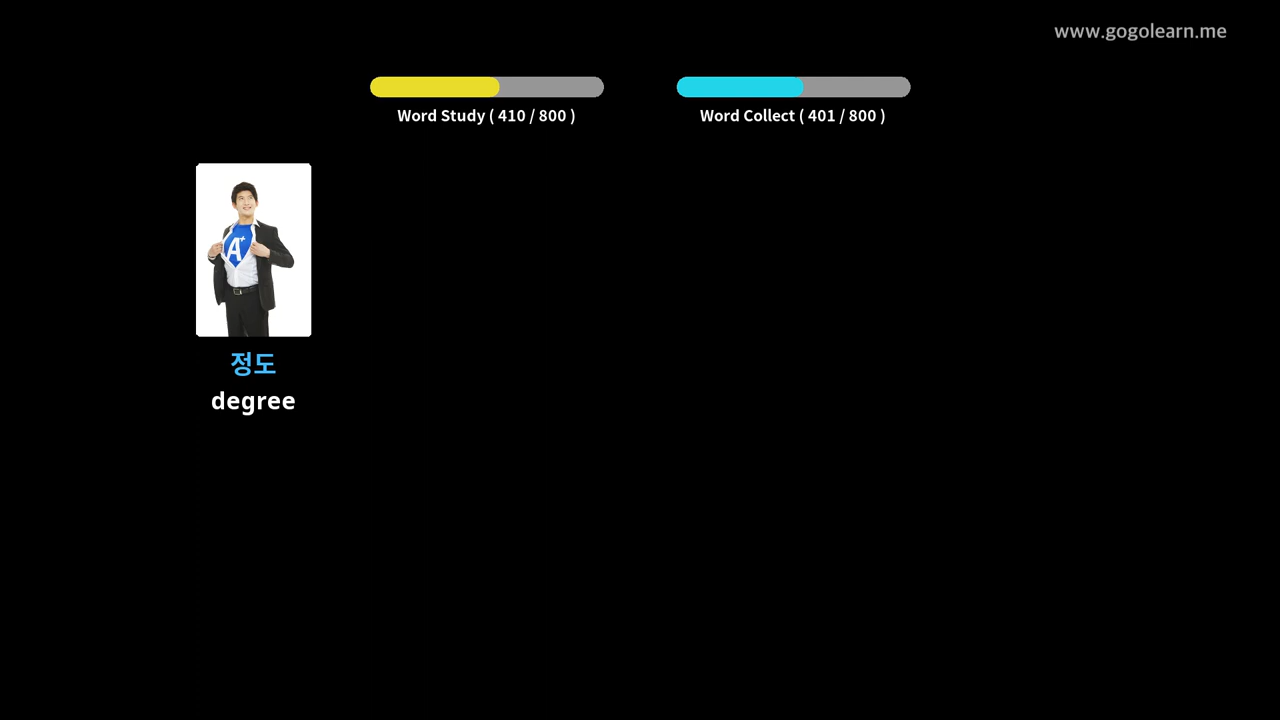 www.gogolearn.me
Word Study ( 410 / 800 )
Word Collect ( 401 / 800 )
A+
정도
degree